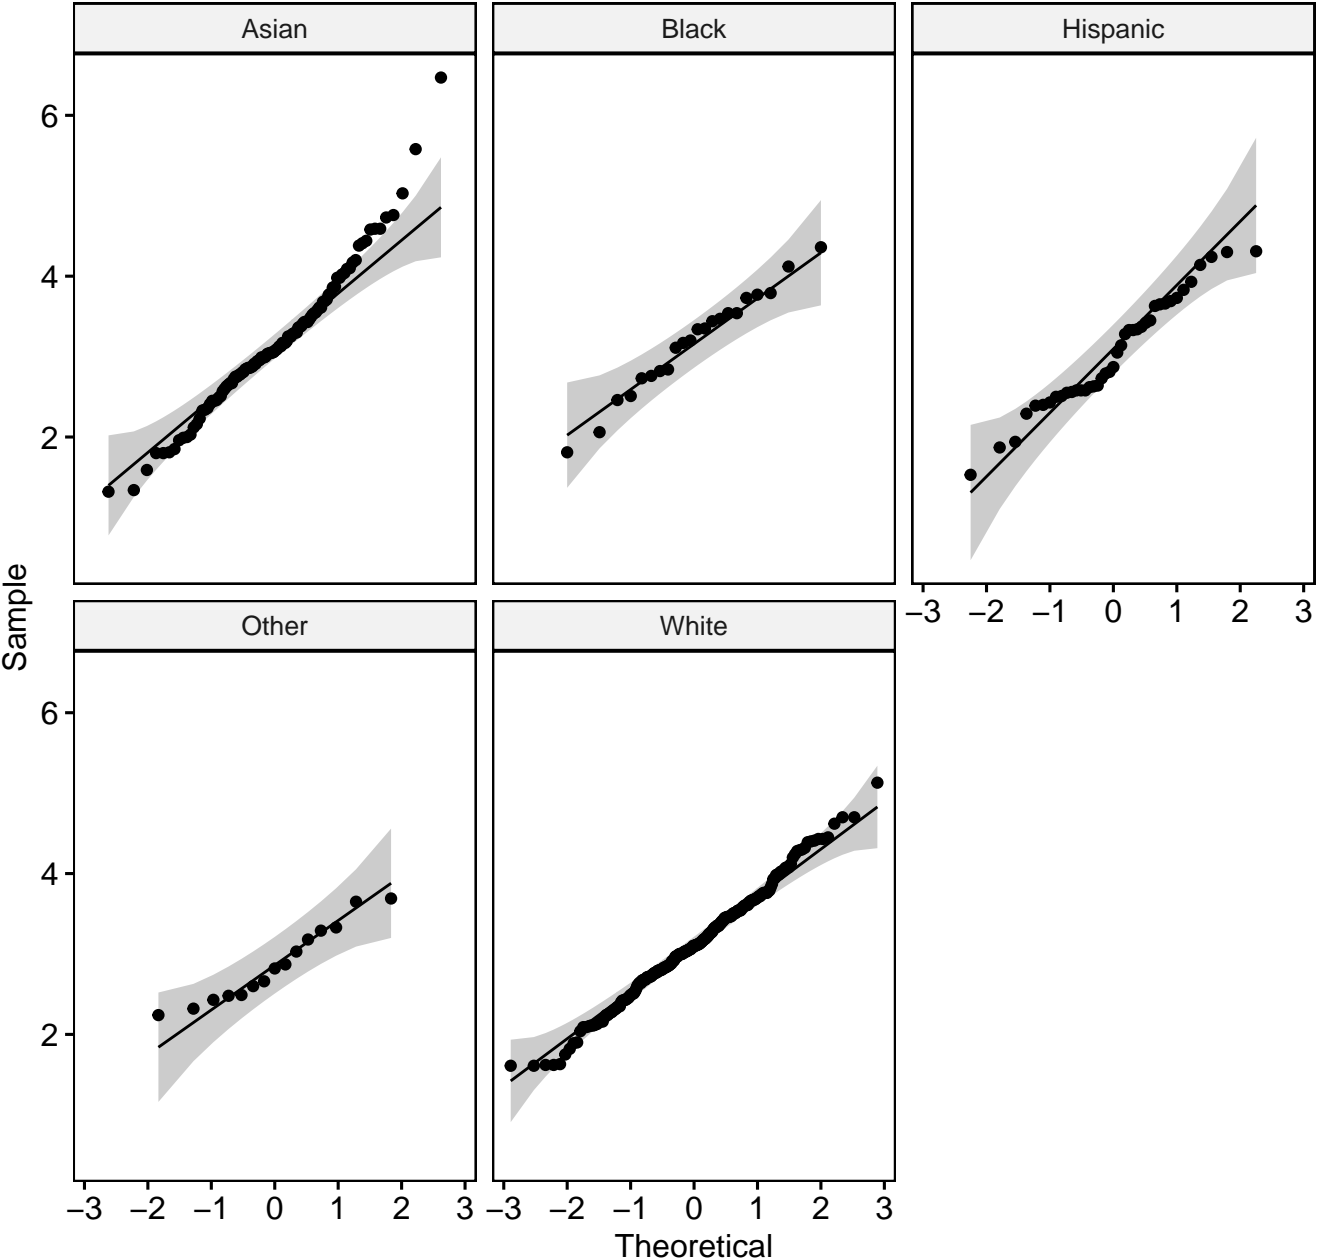 Asian Black Hispanic
6
4
2
−3 −2 −1 0 1 2 3
Sample
Other White
6
4
2
−3 −2 −1 0 1 2 3 −3 −2 −1 0 1 2 3
Theoretical